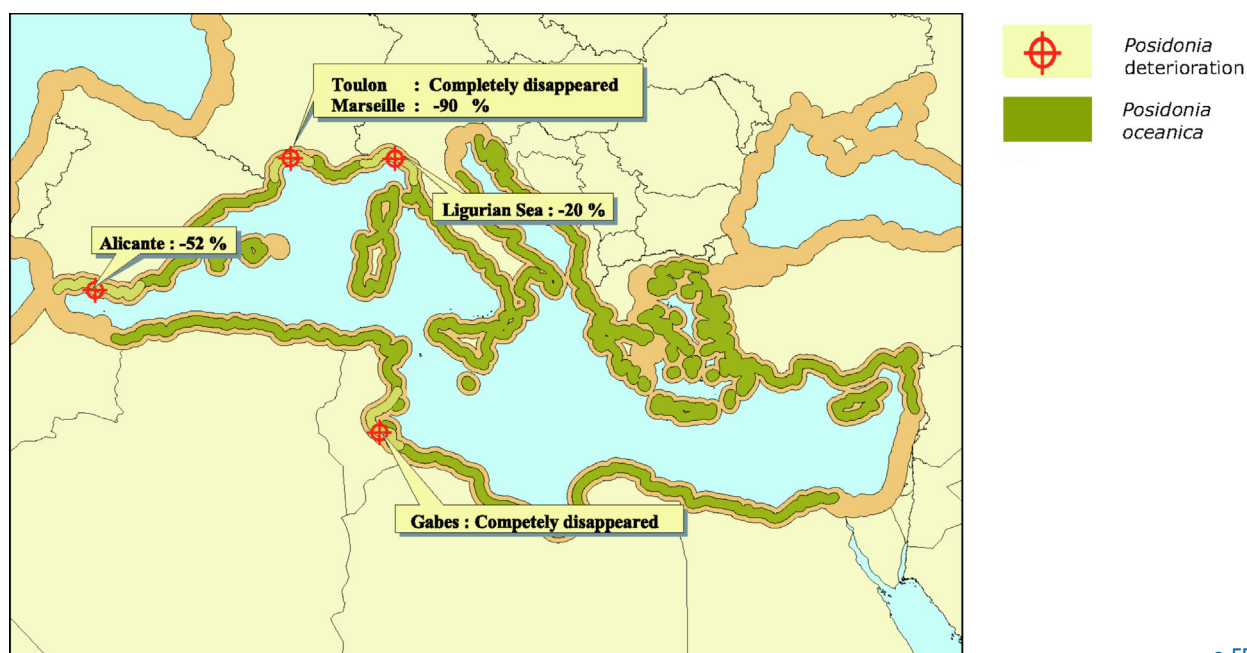 Toulon : Completely disappeared
Marseille : -90 %
Ligurian Sea : -20 %
Alicante : -52 %
Gabes : Competely disappeared
Posidonia
deterioration
Posidonia
oceanica